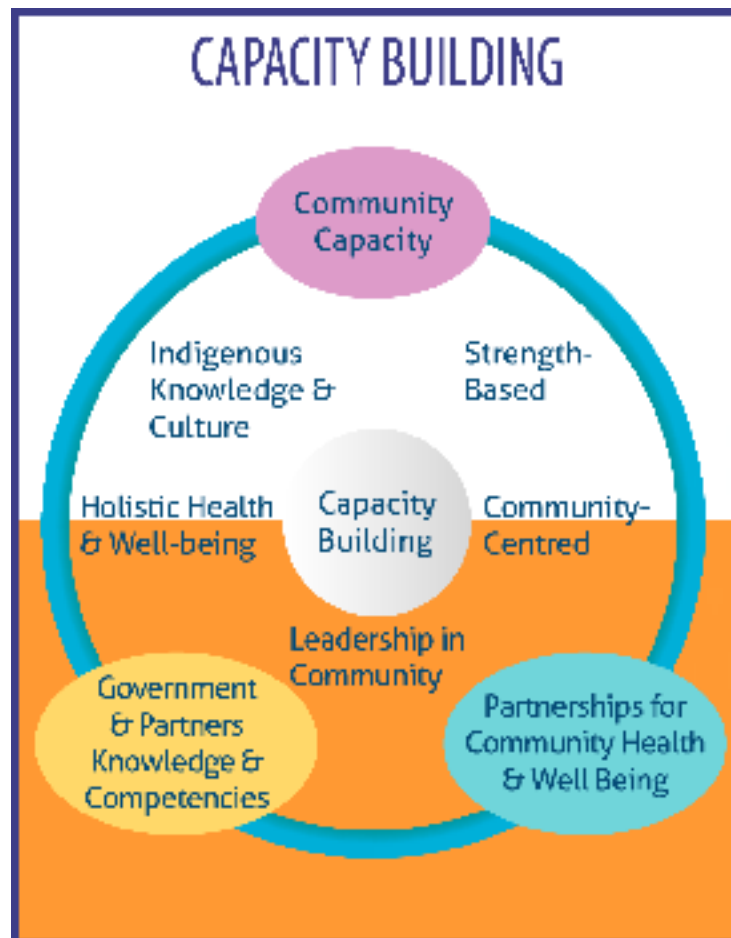 CAPACITY BUILDING
Community
Capacity
Indigenous
Knowledge &
Culture
Strength-
Based
Holistic Health
& Well-being
Capacity
Building
Community-
Centred
Leadership in
Community
Government
& Partners
Knowledge &
Competencies
Partnerships for
Community Health
& Well Being